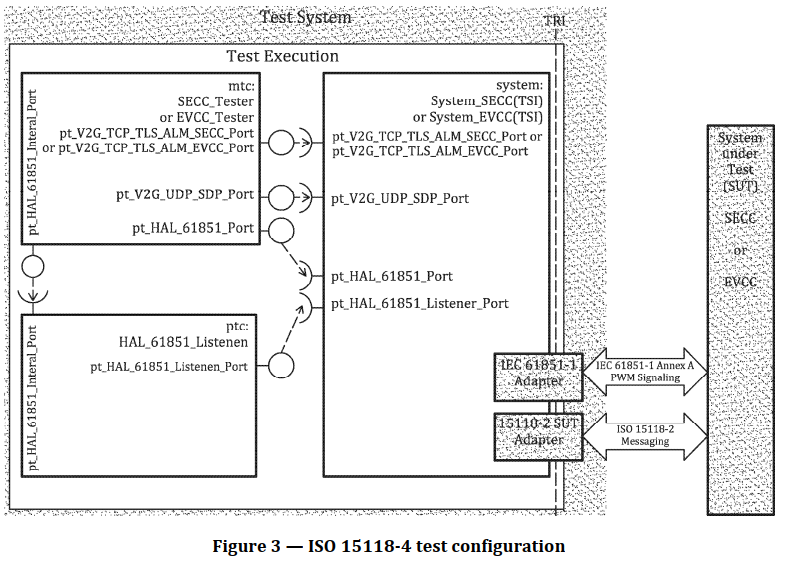 Test System
TRI
Test Execution
pt_HAL_61851_Interal_Port
mtc:
SECC_Tester
or EVCC_Tester
pt_V2G_TCP_TLS_ALM_SECC_Port
or pt_V2G_TCP_TLS_ALM_EVCC_Port
pt_V2G_UDP_SDP_Port
pt_HAL_61851_Port
system:
System_SECC(TSI)
or System_EVCC(TSI)
pt_V2G_TCP_TLS_ALM_SECC_Port or
pt_V2G_TCP_TLS_ALM_EVCC_Port
pt_V2G_UDP_SDP_Port
pt_HAL_61851_Port
pt_HAL_61851_Listener_Port
pt_HAL_61851_Interal_Port
ptc:
HAL_61851_Listenen
pt_HAL_61851_Listenen_Port
IEC 61851-1
Adapter
15110-2 SUT
Adapter
IEC 61851-1 Annex A
PWM Signaling
ISO 15118-2
Messaging
System
under
Test
(SUT)
SECC
or
EVCC
Figure 3 — ISO 15118-4 test configuration